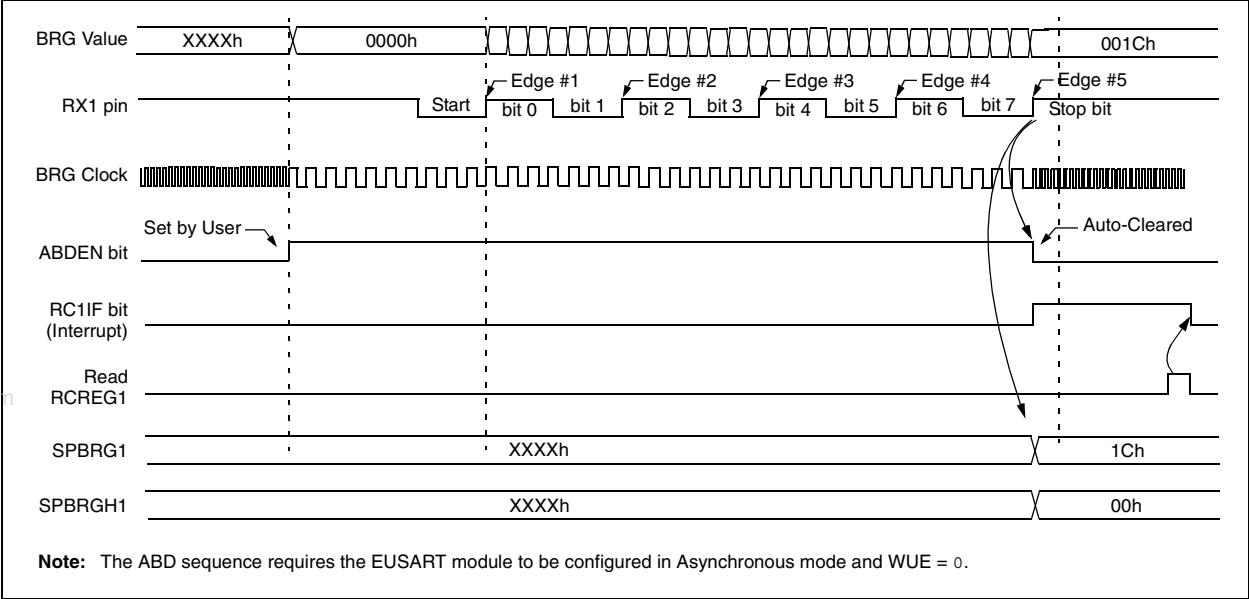 BRG Value XXXXh 0000h 001Ch
Edge #1 Edge #2 Edge #3 Edge #4 Edge #5
RX1 pin Start bit 0 bit 1 bit 2 bit 3 bit 4 bit 5 bit 6 bit 7 Stop bit
BRG Clock
Set by User Auto-Cleared
ABDEN bit
RC1IF bit
(Interrupt)
Read
RCREG1
SPBRG1 XXXXh 1Ch
SPBRGH1 XXXXh 00h
Note: The ABD sequence requires the EUSART module to be configured in Asynchronous mode and WUE = 0.